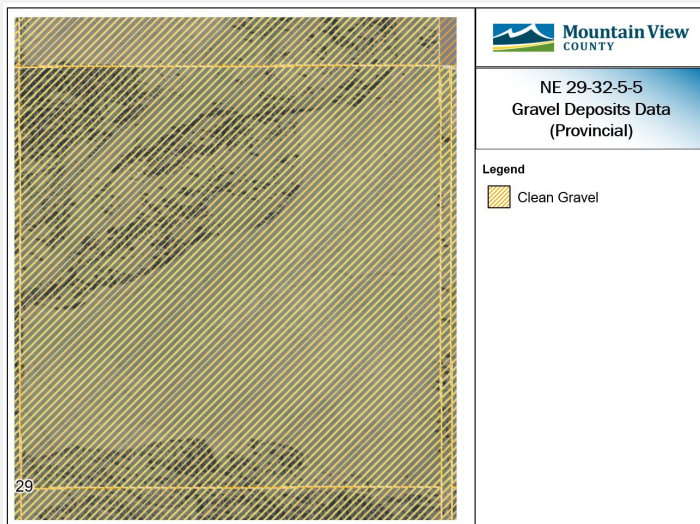 Mountain View
COUNTY
NE 29-32-5-5
Gravel Deposits Data
(Provincial)
Legend
Clean Gravel
29